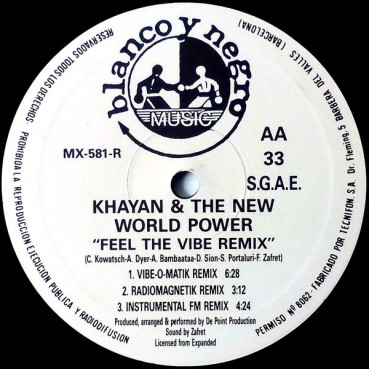 blanco y negro
MUSIC
MX-581-R
AA
33
S.G.A.E.
KHAYAN & THE NEW
WORLD POWER
"FEEL THE VIBE REMIX"
(C. Kowatsch-A. Dyer-A. Bambaataa-D. Sion-S. Portaluri-F. Zafret)
1. VIBE-O-MATIK REMIX 6:28
2. RADIOMAGNETIK REMIX 3:12
3. INSTRUMENTAL FM REMIX 4:24
Produced, arranged & performed by De Point Production
Sound by Zafret
Licensed from Expanded
RESERVADOS TODOS LOS DERECHOS · PROHIBIDA LA REPRODUCCION EJECUCION PUBLICA Y RADIODIFUSION
PERMISO Nº 8062 - FABRICADO POR TECNIFON, S.A. Dr. Fleming, 5 BARBERA DEL VALLES (BARCELONA)